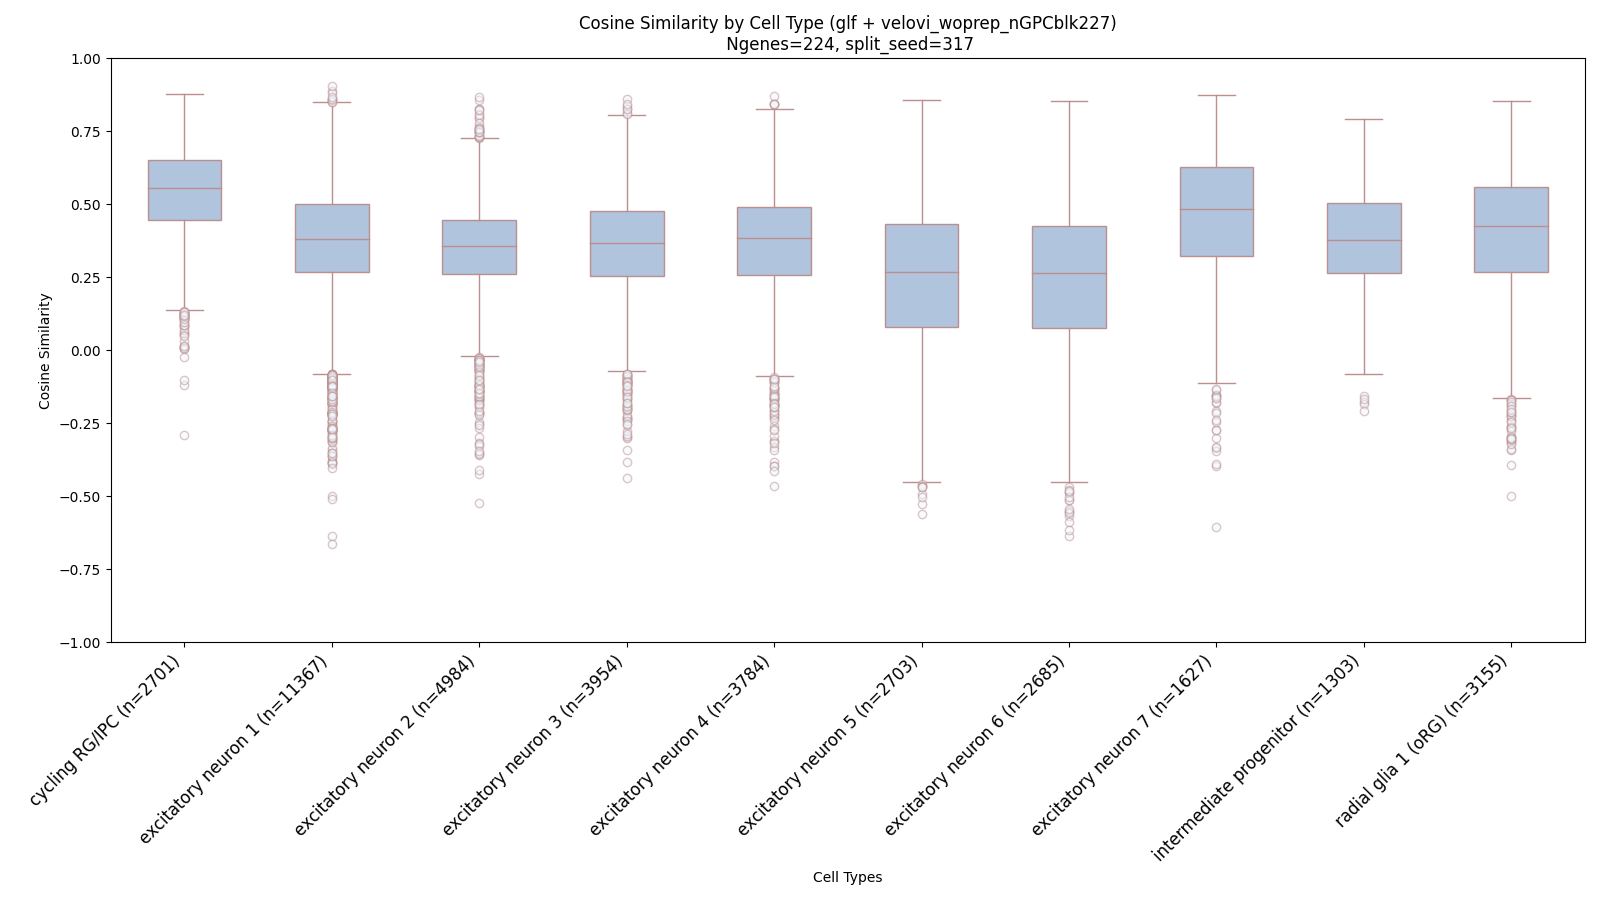 Cosine Similarity by Cell Type (glf + velovi_woprep_nGPCblk227)
Ngenes=224, split_seed=317
Cosine Similarity
1.00
0.75
0.50
0.25
0.00
−0.25
−0.50
−0.75
−1.00
cycling RG/IPC (n=2701)
excitatory neuron 1 (n=11367)
excitatory neuron 2 (n=4984)
excitatory neuron 3 (n=3954)
excitatory neuron 4 (n=3784)
excitatory neuron 5 (n=2703)
excitatory neuron 6 (n=2685)
excitatory neuron 7 (n=1627)
intermediate progenitor (n=1303)
radial glia 1 (oRG) (n=3155)
Cell Types